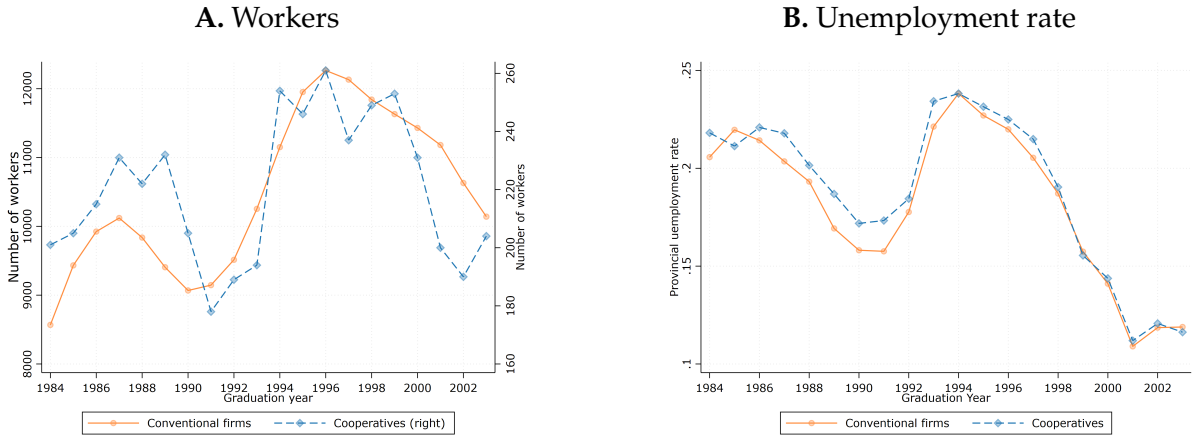 A. Workers
Number of workers
12000
11000
10000
9000
8000
260
240
220
200
180
160
Number of workers
1984 1986 1988 1990 1992 1994 1996 1998 2000 2002
Graduation year
Conventional firms Cooperatives (right)
B. Unemployment rate
Provincial uemployment rate
.25
.2
.15
.1
1984 1986 1988 1990 1992 1994 1996 1998 2000 2002
Graduation Year
Conventional firms Cooperatives